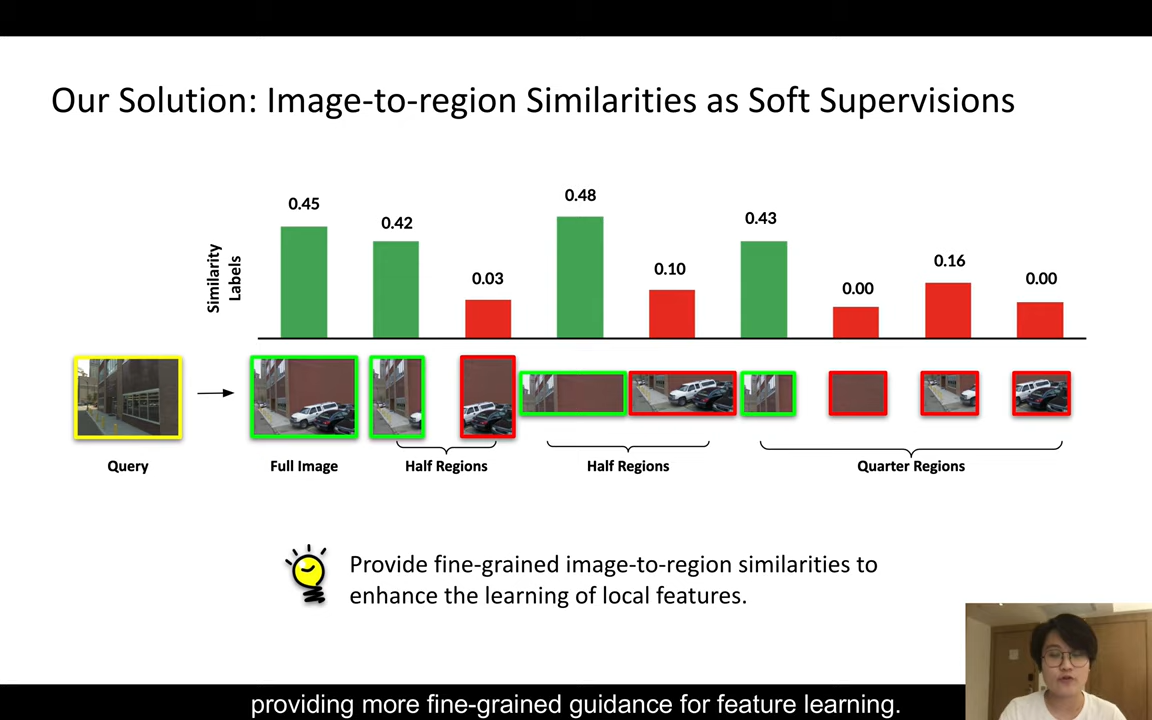 Our Solution: Image-to-region Similarities as Soft Supervisions
Similarity
Labels
0.45
0.42
0.03
0.48
0.10
0.43
0.00
0.16
0.00
Query
Full Image
Half Regions
Half Regions
Quarter Regions
Provide fine-grained image-to-region similarities to
enhance the learning of local features.
providing more fine-grained guidance for feature learning.